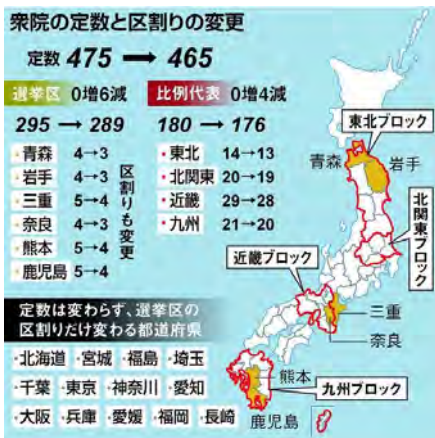 衆院の定数と区割りの変更
定数 475 → 465
選挙区 0増6減
295 → 289
・青森 4→3
・岩手 4→3
・三重 5→4
・奈良 4→3
・熊本 5→4
・鹿児島 5→4
区割りも変更
比例代表 0増4減
180 → 176
・東北 14→13
・北関東 20→19
・近畿 29→28
・九州 21→20
定数は変わらず、選挙区の
区割りだけ変わる都道府県
・北海道 ・宮城 ・福島 ・埼玉
・千葉 ・東京 ・神奈川 ・愛知
・大阪 ・兵庫 ・愛媛 ・福岡 ・長崎
東北ブロック
青森
岩手
北関東ブロック
近畿ブロック
三重
奈良
熊本
九州ブロック
鹿児島